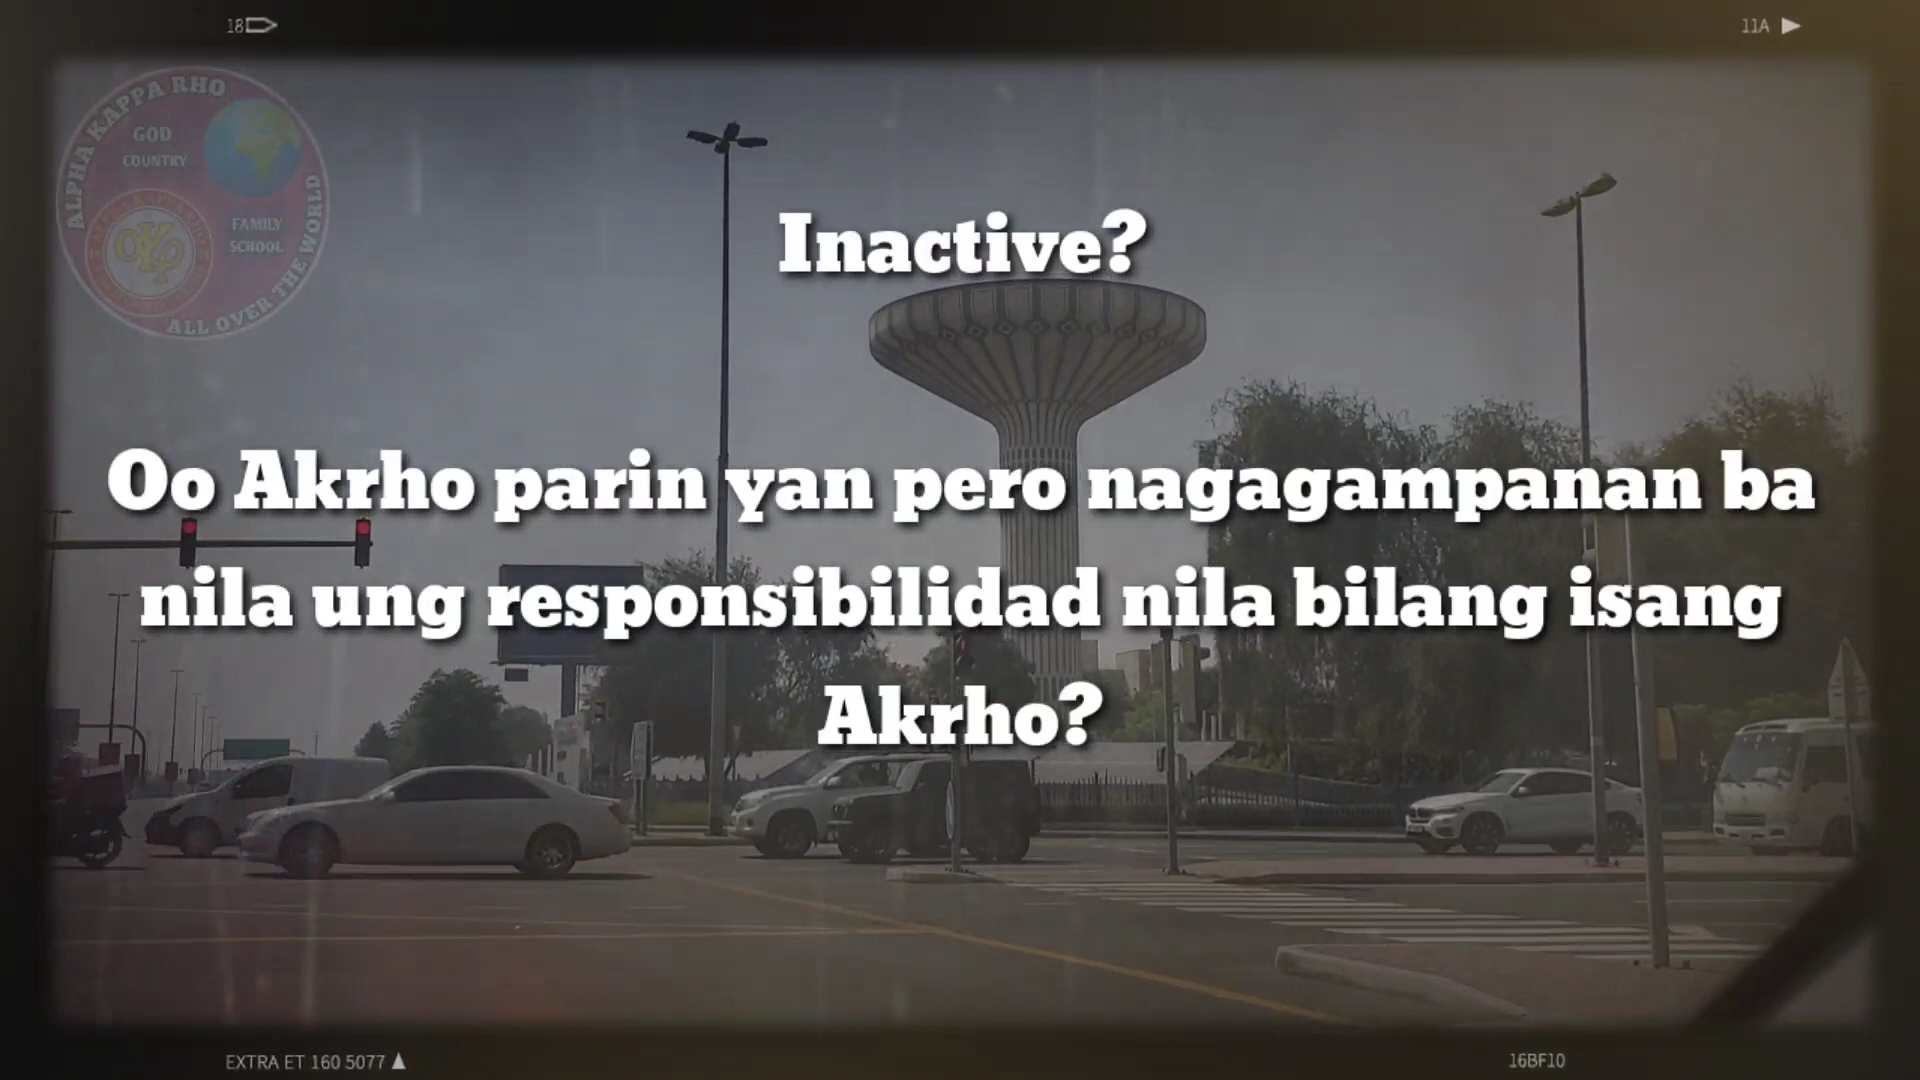 18
11A
ALPHA KAPPA RHO
GOD
COUNTRY
FAMILY
SCHOOL
ALL OVER THE WORLD
Inactive?
Oo Akrho parin yan pero nagagampanan ba
nila ung responsibilidad nila bilang isang
Akrho?
EXTRA ET 160 5077
16BF10